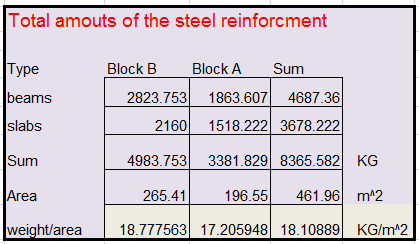 Total amouts of the steel reinforcment
Type Block B Block A Sum
beams 2823.753 1863.607 4687.36
slabs 2160 1518.222 3678.222
Sum 4983.753 3381.829 8365.582 KG
Area 265.41 196.55 461.96 m^2
weight/area 18.777563 17.205948 18.10889 KG/m^2